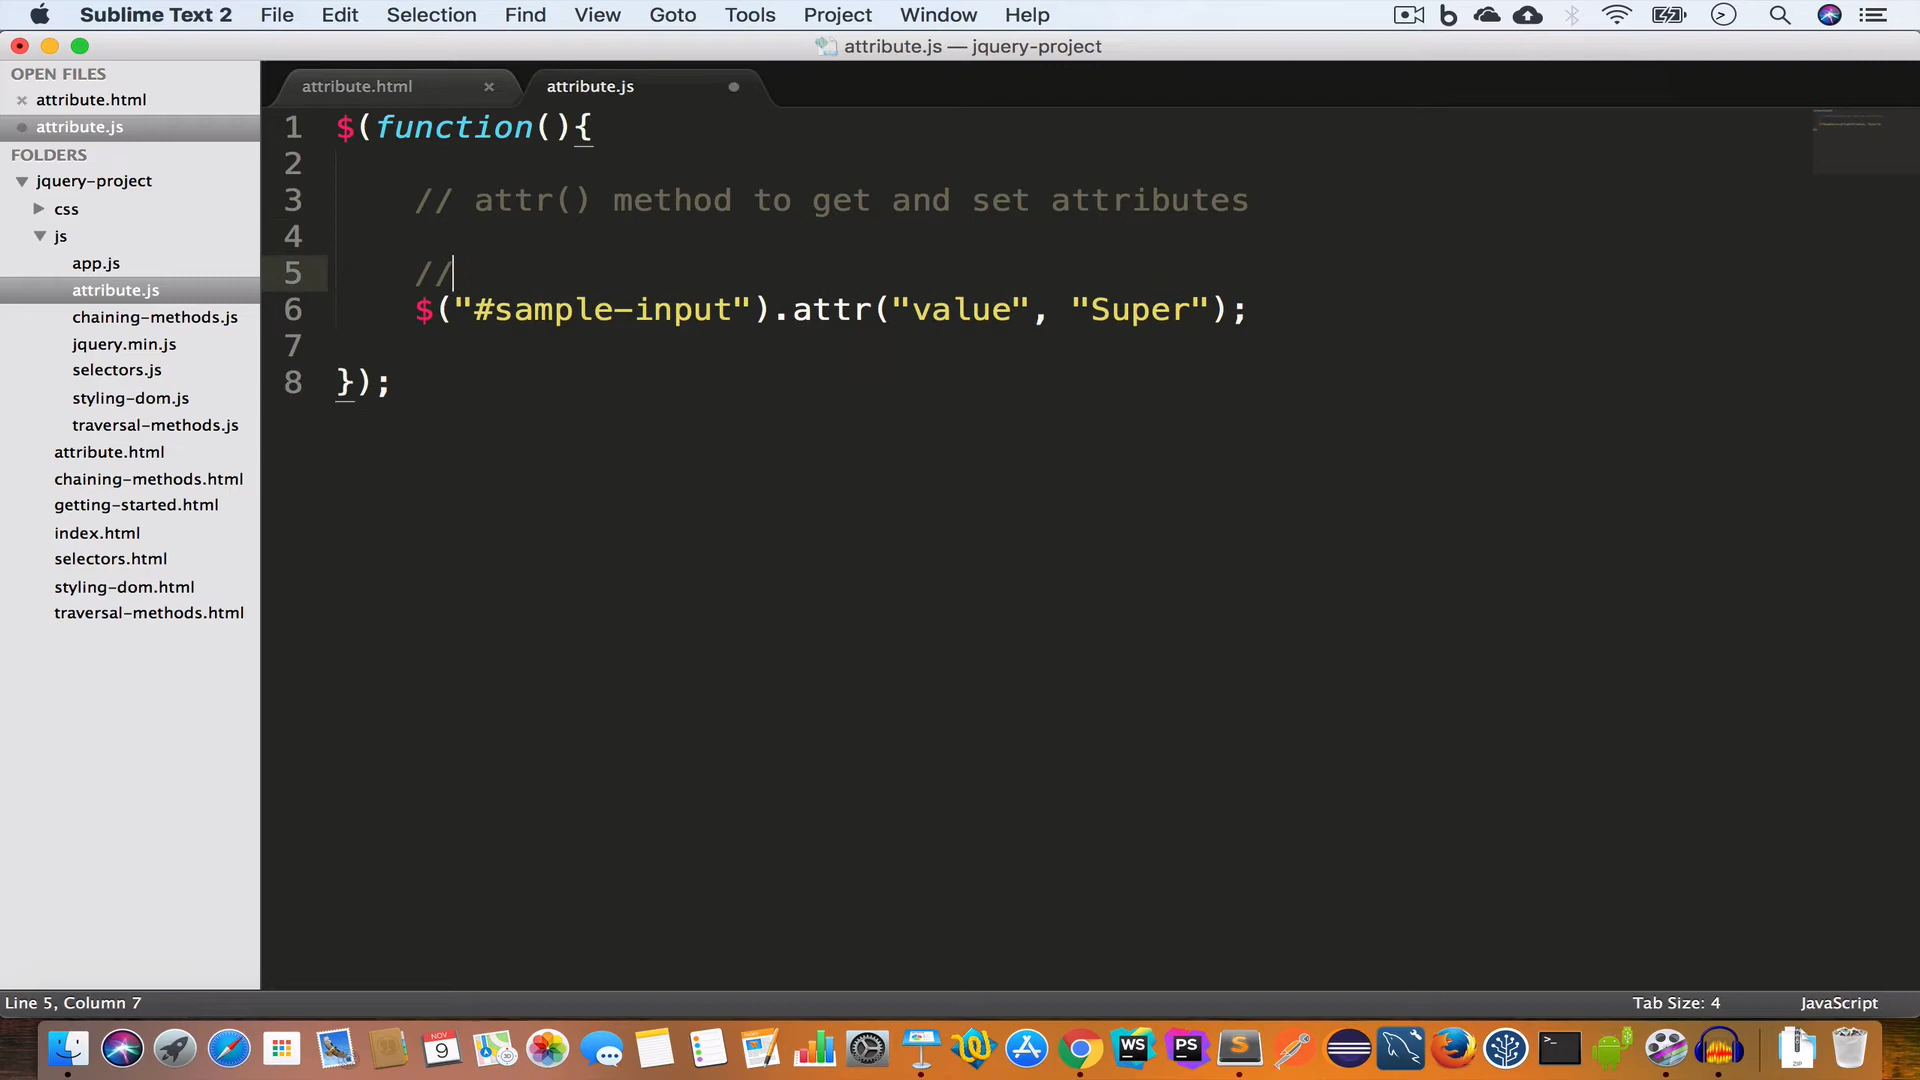 Sublime Text 2 File Edit Selection Find View Goto Tools Project Window Help
attribute.js — jquery-project
OPEN FILES
attribute.html
attribute.js
FOLDERS
jquery-project
css
js
app.js
attribute.js
chaining-methods.js
jquery.min.js
selectors.js
styling-dom.js
traversal-methods.js
attribute.html
chaining-methods.html
getting-started.html
index.html
selectors.html
styling-dom.html
traversal-methods.html
attribute.html attribute.js
1 $(function(){
2
3 // attr() method to get and set attributes
4
5 //
6 $("#sample-input").attr("value", "Super");
7
8 });
Line 5, Column 7 Tab Size: 4 JavaScript
NOV
9
WS
PS
ZIP